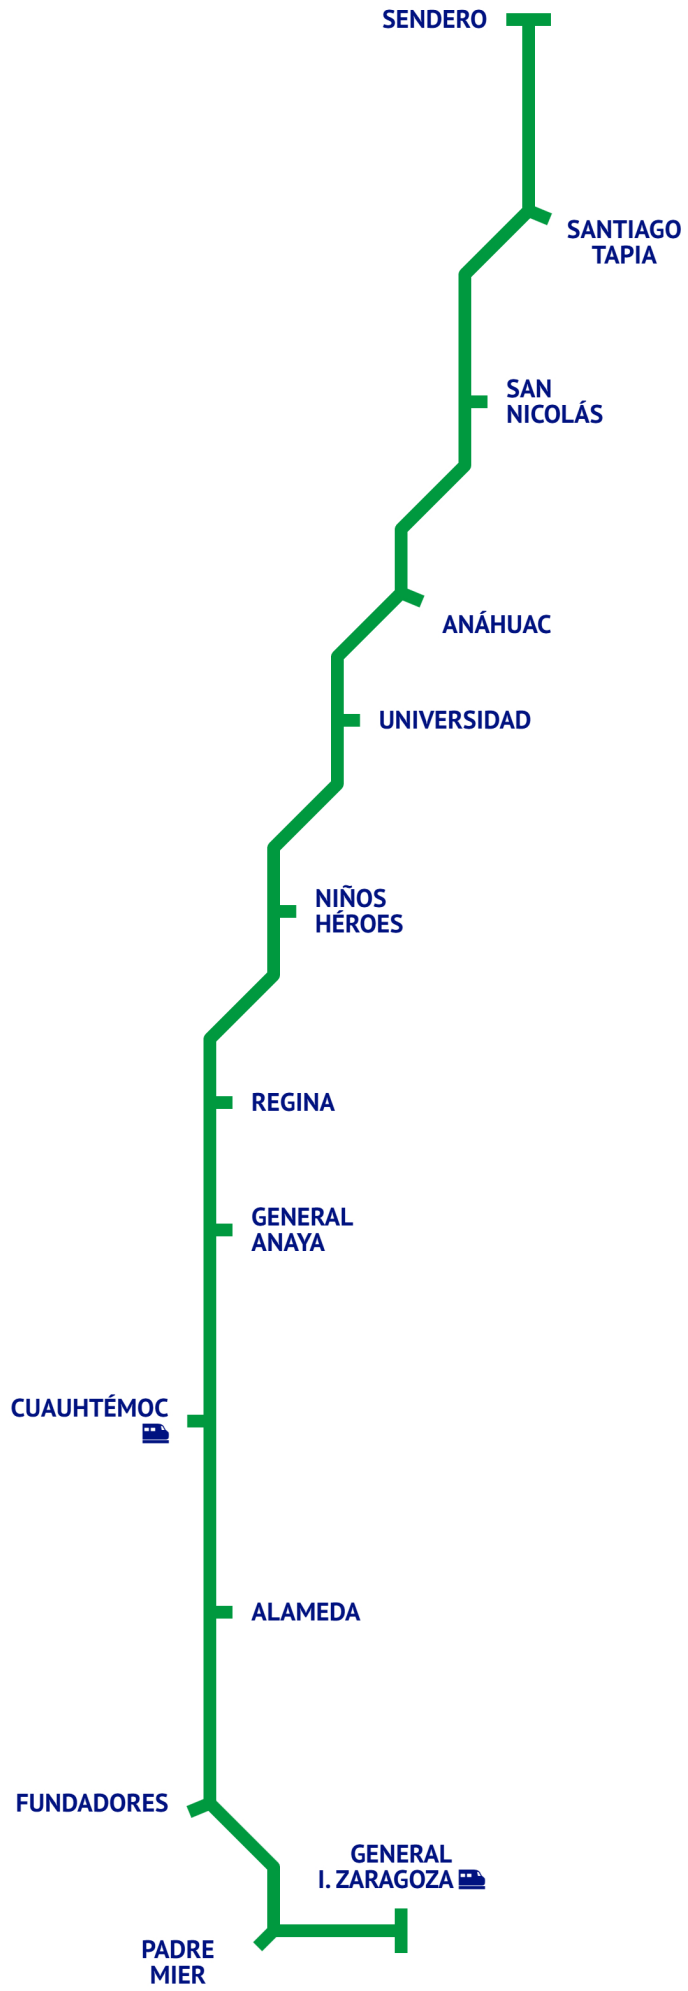 SENDERO
SANTIAGO
TAPIA
SAN
NICOLÁS
ANÁHUAC
UNIVERSIDAD
NIÑOS
HÉROES
REGINA
GENERAL
ANAYA
CUAUHTÉMOC
ALAMEDA
FUNDADORES
GENERAL
I. ZARAGOZA
PADRE
MIER